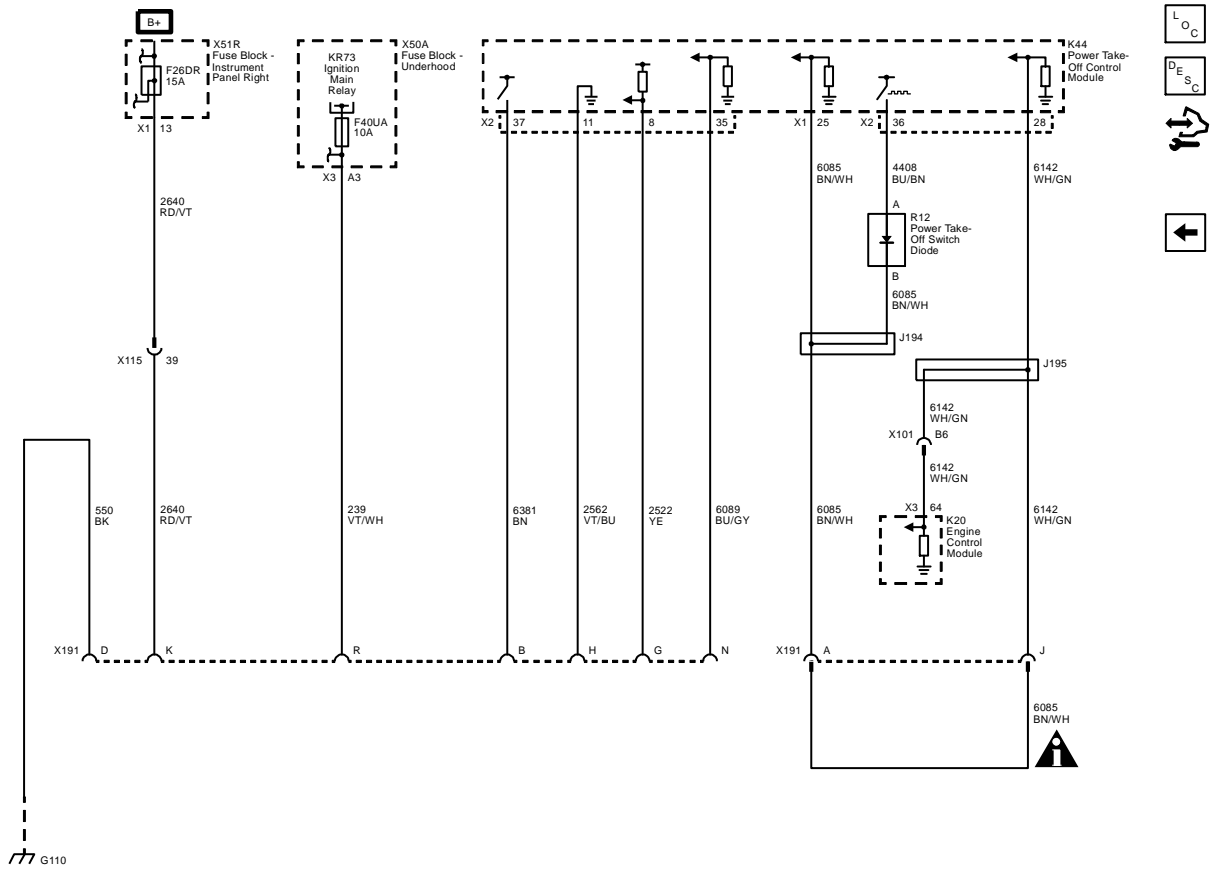 B+
X51R
Fuse Block -
Instrument
Panel Right
F26DR
15A
X1 13
KR73
Ignition
Main
Relay
F40UA
10A
X50A
Fuse Block -
Underhood
X3 A3
K44
Power Take-
Off Control
Module
X2 37
11
8
35
X1 25
X2 36
28
L
O
C
D
E
S
C
2640
RD/VT
6085
BN/WH
4408
BU/BN
6142
WH/GN
A
R12
Power Take-
Off Switch
Diode
B
6085
BN/WH
J194
J195
X115 39
6142
WH/GN
X101 B6
6142
WH/GN
550
BK
2640
RD/VT
239
VT/WH
6381
BN
2562
VT/BU
2522
YE
6089
BU/GY
6085
BN/WH
X3 64
K20
Engine
Control
Module
6142
WH/GN
X191 D
K
R
B
H
G
N
X191 A
J
6085
BN/WH
i
G110